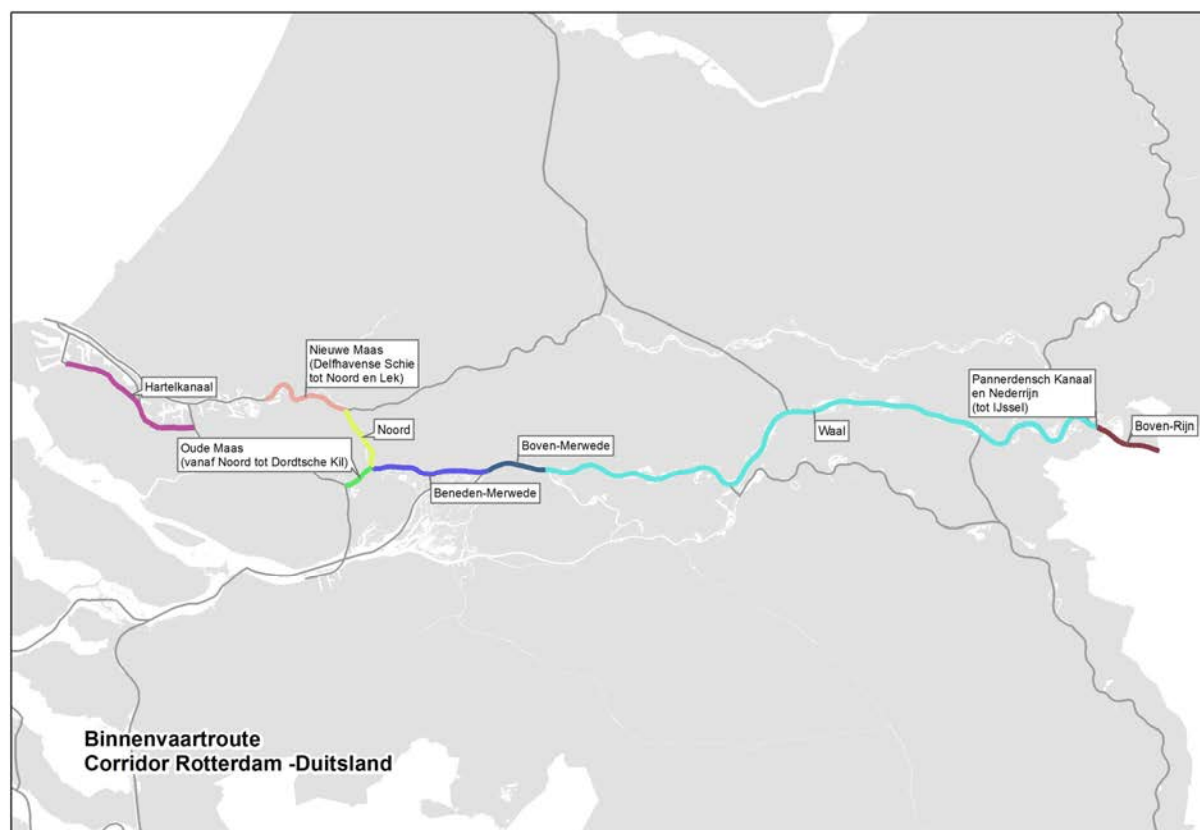 Nieuwe Maas
(Delfhavense Schie
tot Noord en Lek)
Hartelkanaal
Pannerdensch Kanaal
en Nederrijn
(tot IJssel)
Boven-Rijn
Noord
Waal
Oude Maas
(vanaf Noord tot Dordtsche Kil)
Boven-Merwede
Beneden-Merwede
Binnenvaartroute
Corridor Rotterdam -Duitsland